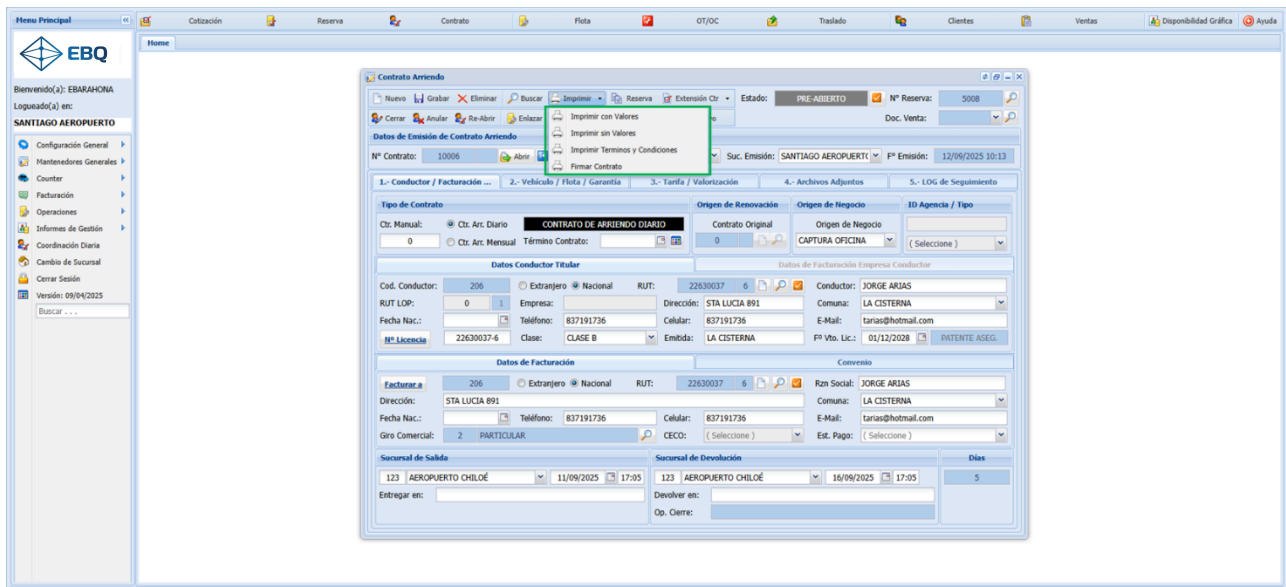 Menu Principal
Cotización
Reserva
Contrato
Flota
OT/OC
Traslado
Clientes
Ventas
Disponibilidad Gráfica
Ayuda
EBQ
Bienvenido(a): EBARAHONA
Logueado(a) en:
SANTIAGO AEROPUERTO
Configuración General
Mantenedores Generales
Counter
Facturación
Operaciones
Informes de Gestión
Coordinación Diaria
Cambio de Sucursal
Cerrar Sesión
Versión: 09/04/2025
Buscar . . .
Home
Contrato Arriendo
Nuevo Grabar Eliminar Buscar Imprimir Reserva Extensión Ctr Estado: PRE-ABIERTO Nº Reserva: 5008
Cerrar Anular Re-Abrir Enlazar Doc. Venta:
Imprimir con Valores
Imprimir sin Valores
Imprimir Terminos y Condiciones
Firmar Contrato
Datos de Emisión de Contrato Arriendo
Nº Contrato: 10006 Abrir Suc. Emisión: SANTIAGO AEROPUERTO Fº Emisión: 12/09/2025 10:13
1.- Conductor / Facturación ... 2.- Vehículo / Flota / Garantía 3.- Tarifa / Valorización 4.- Archivos Adjuntos 5.- LOG de Seguimiento
Tipo de Contrato Origen de Renovación Origen de Negocio ID Agencia / Tipo
Ctr. Manual: Ctr. Arr. Diario CONTRATO DE ARRIENDO DIARIO Contrato Original Origen de Negocio
0 Ctr. Arr. Mensual Término Contrato: 0 CAPTURA OFICINA ( Seleccione )
Datos Conductor Titular Datos de Facturación Empresa Conductor
Cod. Conductor: 206 Extranjero Nacional RUT: 22630037 6 Conductor: JORGE ARIAS
RUT LOP: 0 1 Empresa: Dirección: STA LUCIA 891 Comuna: LA CISTERNA
Fecha Nac.: Teléfono: 837191736 Celular: 837191736 E-Mail: tarias@hotmail.com
Nº Licencia 22630037-6 Clase: CLASE B Emitida: LA CISTERNA Fº Vto. Lic.: 01/12/2028 PATENTE ASEG.
Datos de Facturación Convenio
Facturar a 206 Extranjero Nacional RUT: 22630037 6 Rzn Social: JORGE ARIAS
Dirección: STA LUCIA 891 Comuna: LA CISTERNA
Fecha Nac.: Teléfono: 837191736 Celular: 837191736 E-Mail: tarias@hotmail.com
Giro Comercial: 2 PARTICULAR CECO: ( Seleccione ) Est. Pago: ( Seleccione )
Sucursal de Salida Sucursal de Devolución Días
123 AEROPUERTO CHILOÉ 11/09/2025 17:05 123 AEROPUERTO CHILOÉ 16/09/2025 17:05 5
Entregar en: Devolver en:
Op. Cierre: